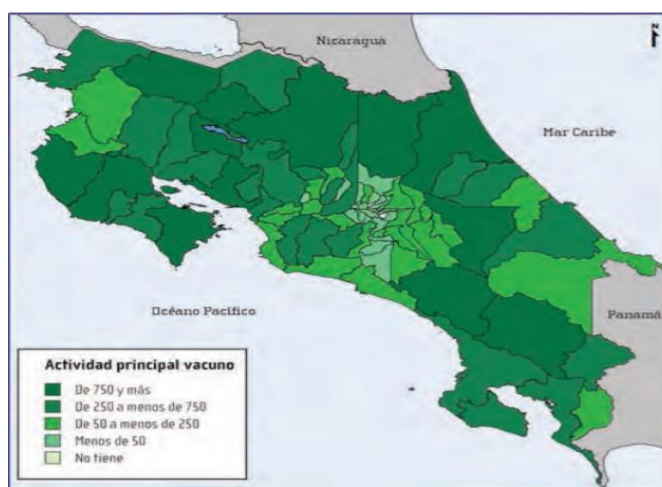 Nicaragua
N
Mar Caribe
Océano Pacífico
Panamá
Actividad principal vacuno
De 750 y más
De 250 a menos de 750
De 50 a menos de 250
Menos de 50
No tiene